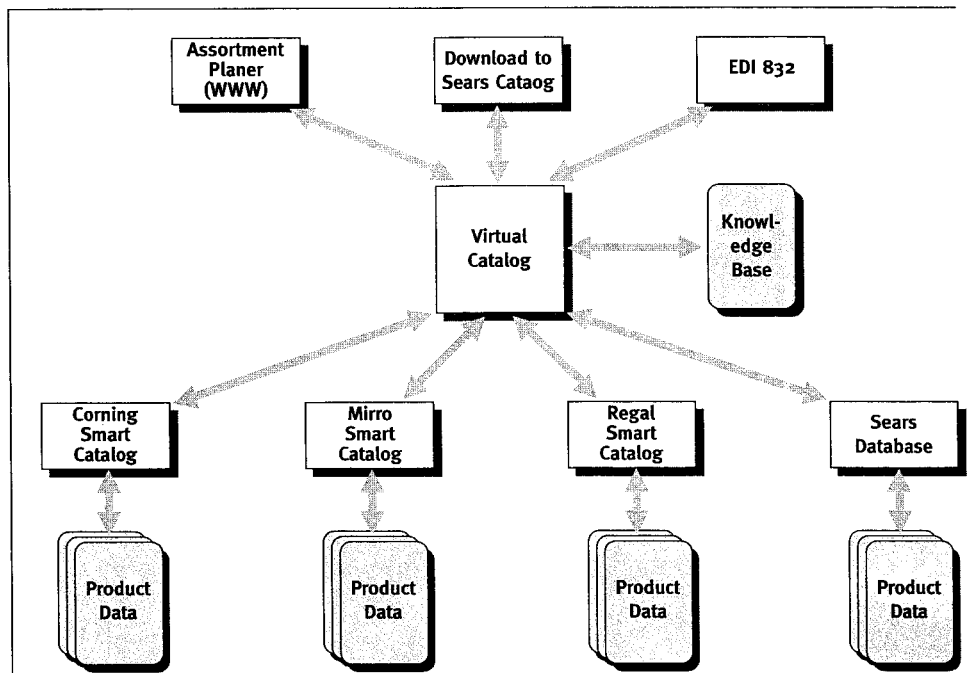 Assortment
Planer
(WWW)
Download to
Sears Cataog
EDI 832
Virtual
Catalog
Knowl-
edge
Base
Corning
Smart
Catalog
Mirro
Smart
Catalog
Regal
Smart
Catalog
Sears
Database
Product
Data
Product
Data
Product
Data
Product
Data